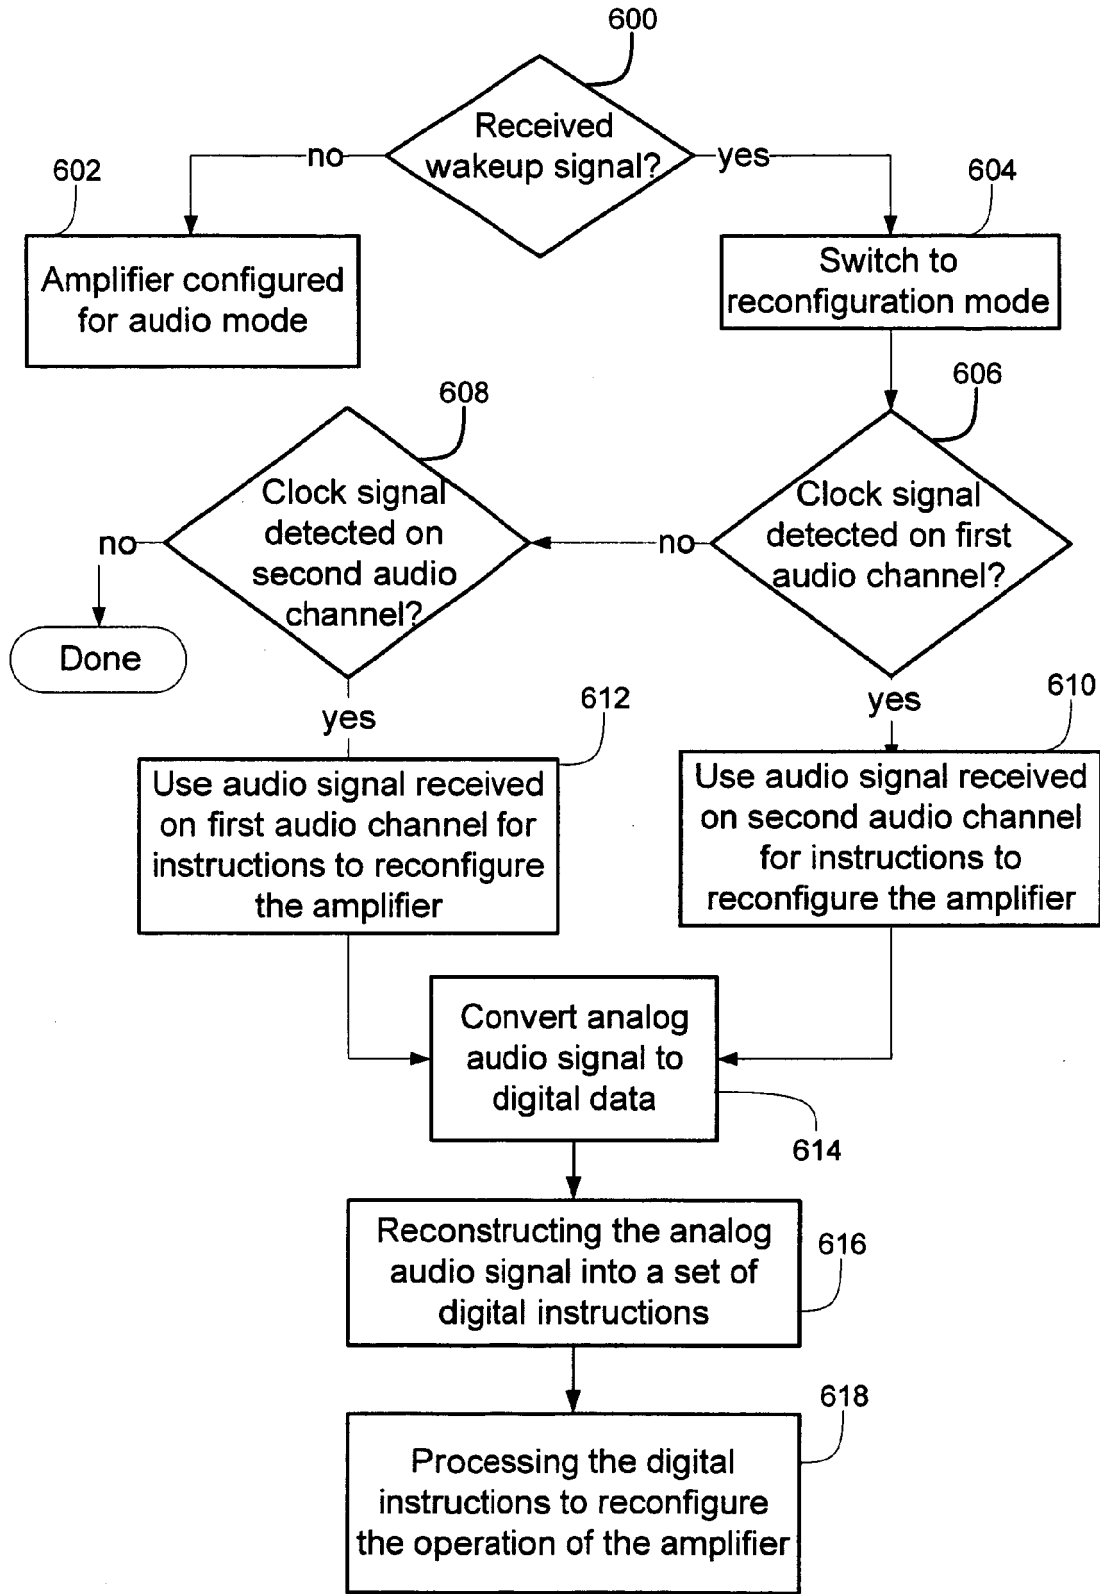 600
Received
wakeup signal?
no
yes
602
604
Amplifier configured
for audio mode
Switch to
reconfiguration mode
608
606
Clock signal
detected on
second audio
channel?
Clock signal
detected on first
audio channel?
no
no
Done
yes
yes
612
610
Use audio signal received
on first audio channel for
instructions to reconfigure
the amplifier
Use audio signal received
on second audio channel
for instructions to
reconfigure the amplifier
Convert analog
audio signal to
digital data
614
Reconstructing the analog
audio signal into a set of
digital instructions
616
618
Processing the digital
instructions to reconfigure
the operation of the amplifier